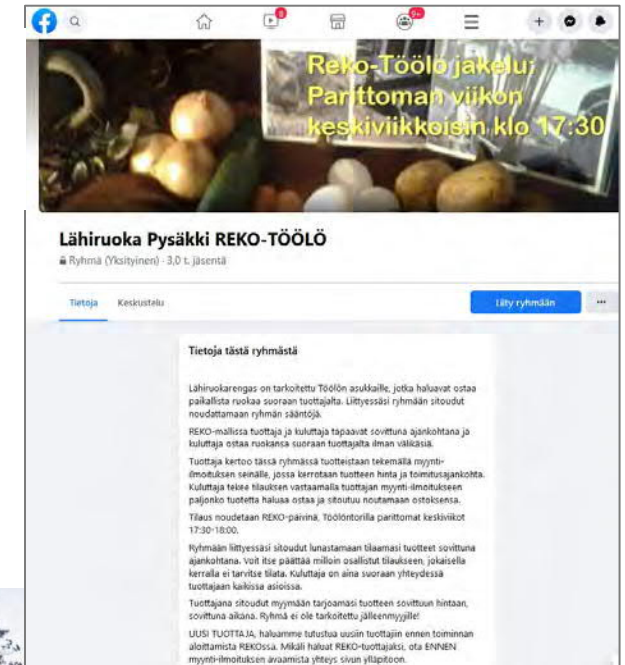 8
9+
Reko-Töölö jakelu;
Parittoman viikon
keskiviikkoisin klo 17:30
Lähiruoka Pysäkki REKO-TÖÖLÖ
Ryhmä (Yksityinen) · 3,0 t. jäsentä
Tietoja Keskustelu Liity ryhmään
Tietoja tästä ryhmästä
Lähiruokarengas on tarkoitettu Töölön asukkaille, jotka haluavat ostaa
paikallista ruokaa suoraan tuottajalta. Liittyessäsi ryhmään sitoudut
noudattamaan ryhmän sääntöjä.
REKO-mallissa tuottaja ja kuluttaja tapaavat sovittuna ajankohtana ja
kuluttaja ostaa ruokansa suoraan tuottajalta ilman välikäsiä.
Tuottaja kertoo tässä ryhmässä tuotteistaan tekemällä myynti-
ilmoituksen seinälle, jossa kerrotaan tuotteen hinta ja toimitusajankohta.
Kuluttaja tekee tilauksen vastaamalla tuottajan myynti-ilmoitukseen
paljonko tuotetta haluaa ostaa ja sitoutuu noutamaan ostoksensa.
Tilaus noudetaan REKO-päivinä, Töölöntorilla parittomat keskiviikot
17:30-18:00.
Ryhmään liittyessäsi sitoudut lunastamaan tilaamasi tuotteet sovittuna
ajankohtana. Voit itse päättää milloin osallistut tilaukseen, jokaisella
kerralla ei tarvitse tilata. Kuluttaja on aina suoraan yhteydessä
tuottajaan kaikissa asioissa.
Tuottajana sitoudut myymään tarjoamasi tuotteen sovittuun hintaan,
sovittuna aikana. Ryhmä ei ole tarkoitettu jälleenmyyjille!
UUSI TUOTTAJA, haluamme tutustua uusiin tuottajiin ennen toiminnan
aloittamista REKOssa. Mikäli haluat REKO-tuottajaksi, ota ENNEN
myynti-ilmoituksen avaamista yhteys sivun ylläpitoon.